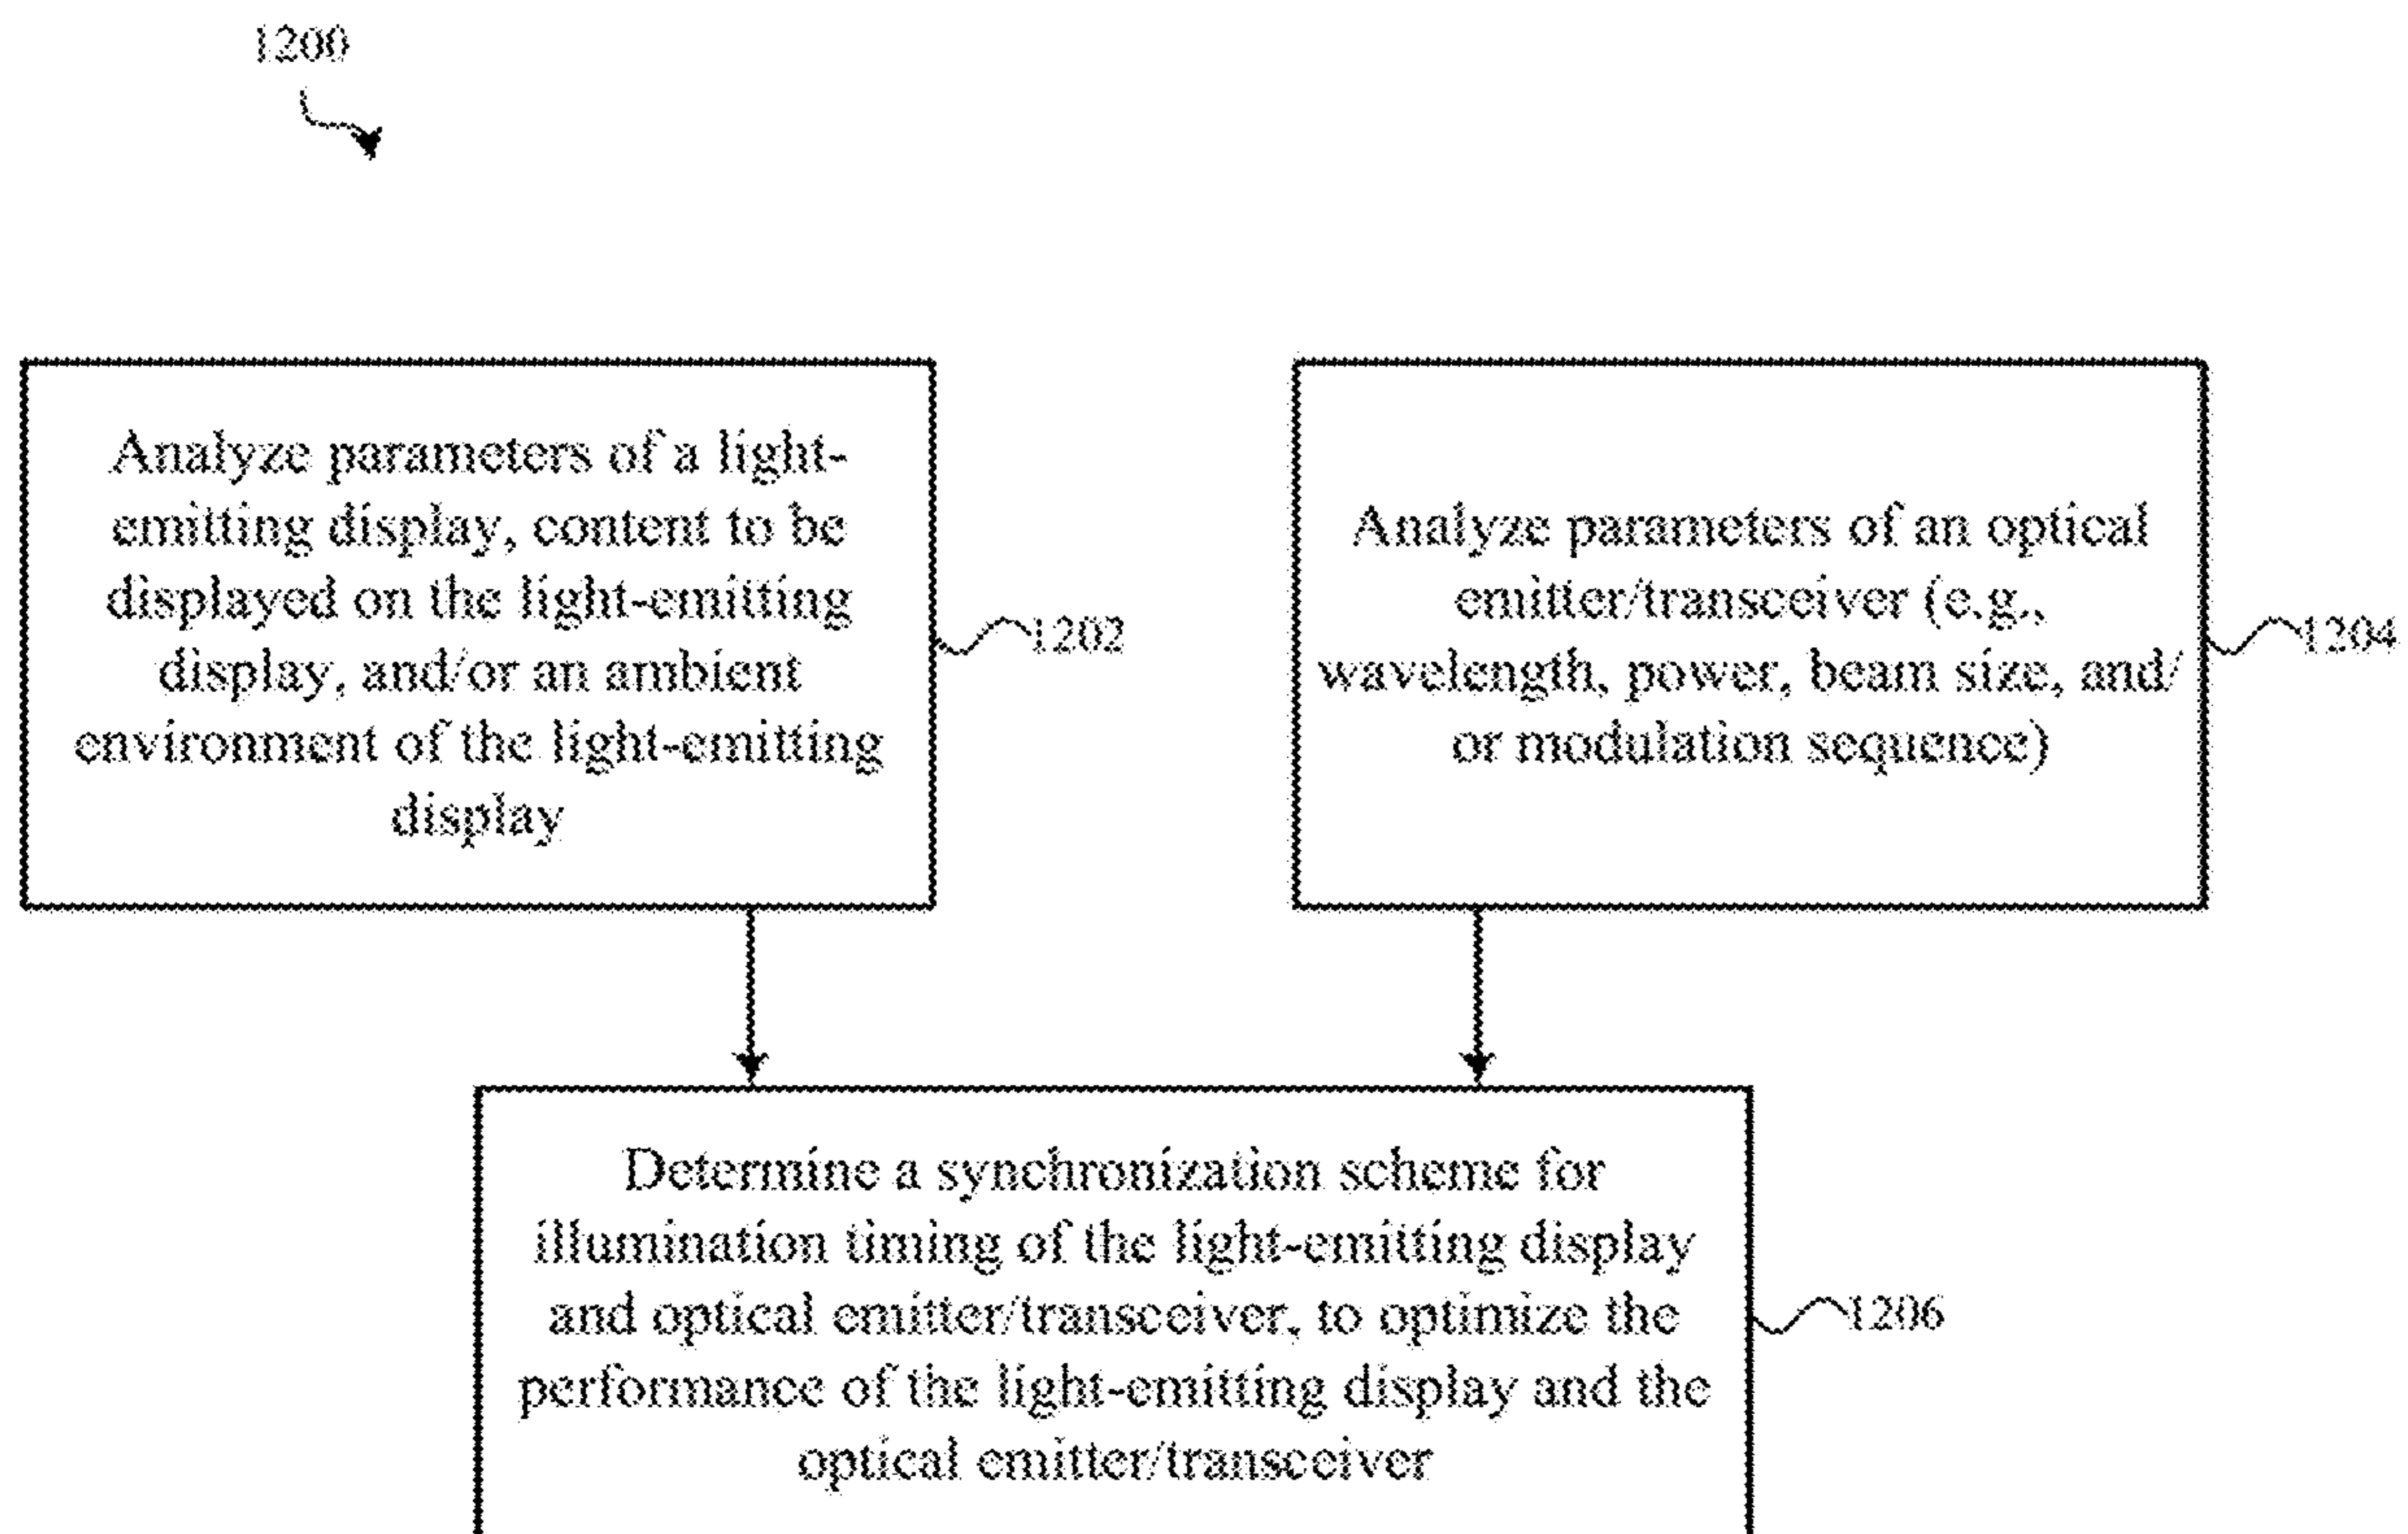 1200
Analyze parameters of a light-
emitting display, content to be
displayed on the light-emitting
display, and/or an ambient
environment of the light-emitting
display
1202
Analyze parameters of an optical
emitter/transceiver (e.g.,
wavelength, power, beam size, and/
or modulation sequence)
1204
Determine a synchronization scheme for
illumination timing of the light-emitting display
and optical emitter/transceiver, to optimize the
performance of the light-emitting display and the
optical emitter/transceiver
1206